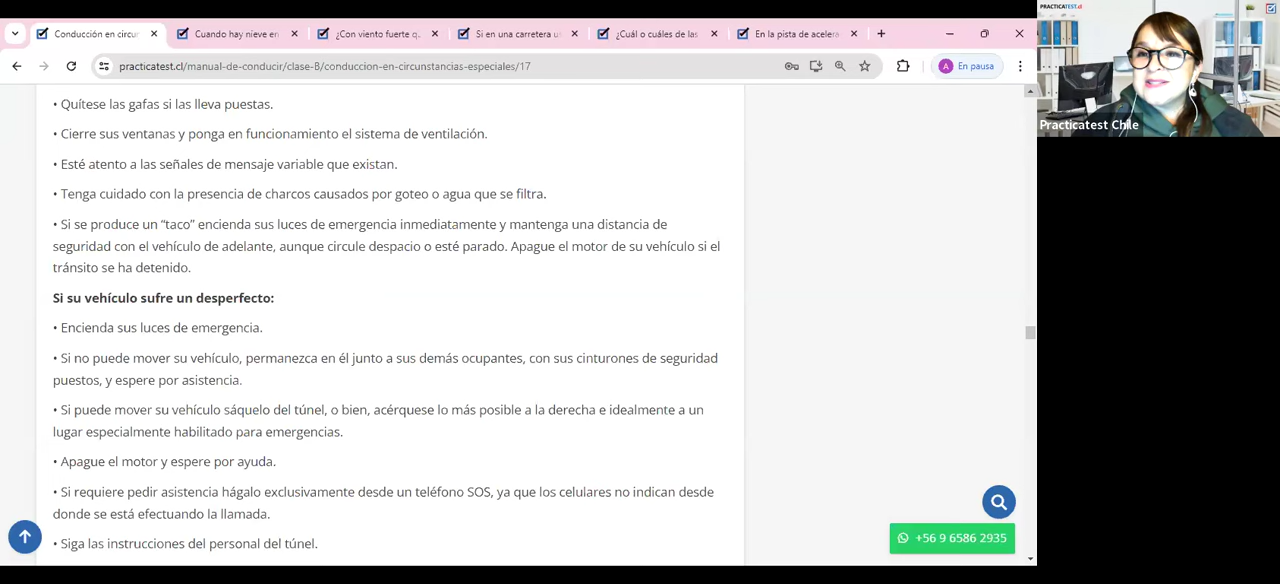 Conducción en circun
Cuando hay nieve en
¿Con viento fuerte q
Si en una carretera us
¿Cuál o cuáles de las
En la pista de acelera
practicatest.cl/manual-de-conducir/clase-B/conduccion-en-circunstancias-especiales/17
A En pausa
PRACTICATEST.cl
Practicatest Chile
• Quítese las gafas si las lleva puestas.
• Cierre sus ventanas y ponga en funcionamiento el sistema de ventilación.
• Esté atento a las señales de mensaje variable que existan.
• Tenga cuidado con la presencia de charcos causados por goteo o agua que se filtra.
• Si se produce un “taco” encienda sus luces de emergencia inmediatamente y mantenga una distancia de
seguridad con el vehículo de adelante, aunque circule despacio o esté parado. Apague el motor de su vehículo si el
tránsito se ha detenido.
Si su vehículo sufre un desperfecto:
• Encienda sus luces de emergencia.
• Si no puede mover su vehículo, permanezca en él junto a sus demás ocupantes, con sus cinturones de seguridad
puestos, y espere por asistencia.
• Si puede mover su vehículo sáquelo del túnel, o bien, acérquese lo más posible a la derecha e idealmente a un
lugar especialmente habilitado para emergencias.
• Apague el motor y espere por ayuda.
• Si requiere pedir asistencia hágalo exclusivamente desde un teléfono SOS, ya que los celulares no indican desde
donde se está efectuando la llamada.
• Siga las instrucciones del personal del túnel.
+56 9 6586 2935